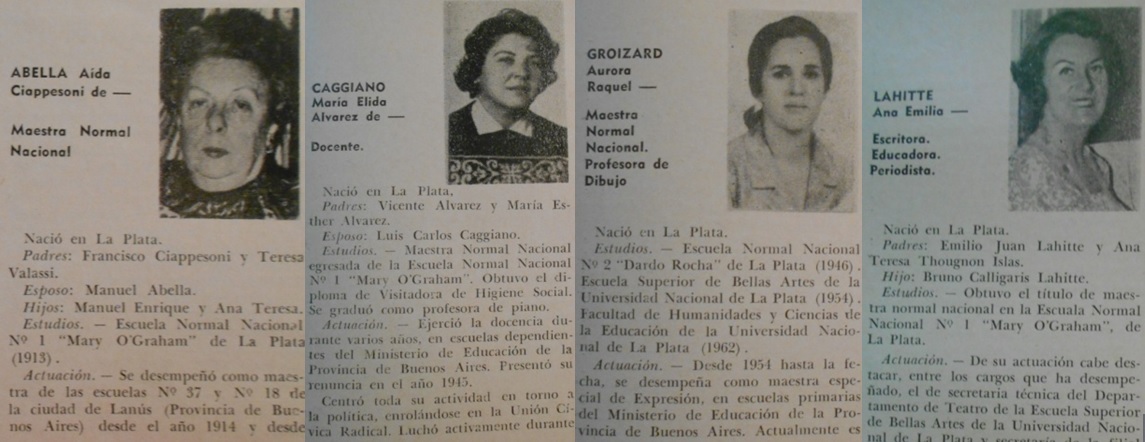 ABELLA Aida
Ciappesoni de —
Maestra Normal
Nacional
Nació en La Plata.
Padres: Francisco Ciappesoni y Teresa
Valassi.
Esposo: Manuel Abella.
Hijos: Manuel Enrique y Ana Teresa.
Estudios. — Escuela Normal Nacional
Nº 1 "Mary O'Graham" de La Plata
(1913).
Actuación. — Se desempeñó como maes-
tra de las escuelas Nº 37 y Nº 18 de
la ciudad de Lanús (Provincia de Bue-
nos Aires) desde el año 1914 y desde
CAGGIANO
María Elida
Alvarez de —
Docente.
Nació en La Plata,
Padres: Vicente Alvarez y María Es-
ther Alvarez.
Esposo: Luis Carlos Caggiano.
Estudios. — Maestra Normal Nacional
egresada de la Escuela Normal Nacional
Nº 1 "Mary O'Graham". Obtuvo el di-
ploma de Visitadora de Higiene Social.
Se graduó como profesora de piano.
Actuación. — Ejerció la docencia du-
rante varios años, en escuelas dependien-
tes del Ministerio de Educación de la
Provincia de Buenos Aires. Presentó su
renuncia en el año 1945.
Centró toda su actividad en torno a
la política, enrolándose en la Unión Cí-
vica Radical. Luchó activamente durante
GROIZARD
Aurora
Raquel —
Maestra
Normal
Nacional.
Profesora de
Dibujo
Nació en La Plata.
Estudios. — Escuela Normal Nacional
Nº 2 "Dardo Rocha" de La Plata (1946).
Escuela Superior de Bellas Artes de la
Universidad Nacional de La Plata (1954).
Facultad de Humanidades y Ciencias de
la Educación de la Universidad Nacio-
nal de La Plata (1962).
Actuación. — Desde 1954 hasta la fe-
cha, se desempeña como maestra espe-
cial de Expresión, en escuelas primarias
del Ministerio de Educación de la Pro-
vincia de Buenos Aires. Actualmente es
LAHITTE
Ana Emilia —
Escritora.
Educadora.
Periodista.
Nació en La Plata.
Padres: Emilio Juan Lahitte y Ana
Teresa Thougnon Islas.
Hijo: Bruno Calligaris Lahitte.
Estudios. — Obtuvo el título de maes-
tra normal nacional en la Escuala Normal
Nacional Nº 1 "Mary O'Graham", de
La Plata.
Actuación. — De su actuación cabe des-
tacar, entre los cargos que ha desempe-
ñado, el de secretaria técnica del Depar-
tamento de Teatro de la Escuela Superior
de Bellas Artes de la Universidad Nacio-
nal de La Plata y